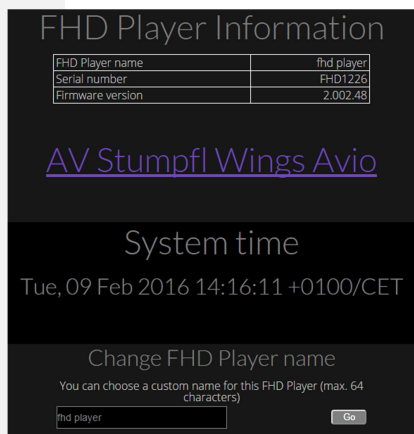 FHD Player Information
FHD Player name fhd player
Serial number FHD1226
Firmware version 2.002.48
AV Stumpfl Wings Avio
System time
Tue, 09 Feb 2016 14:16:11 +0100/CET
Change FHD Player name
You can choose a custom name for this FHD Player (max. 64
characters)
fhd player Go